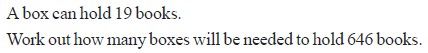 A box can hold 19 books.
Work out how many boxes will be needed to hold 646 books.